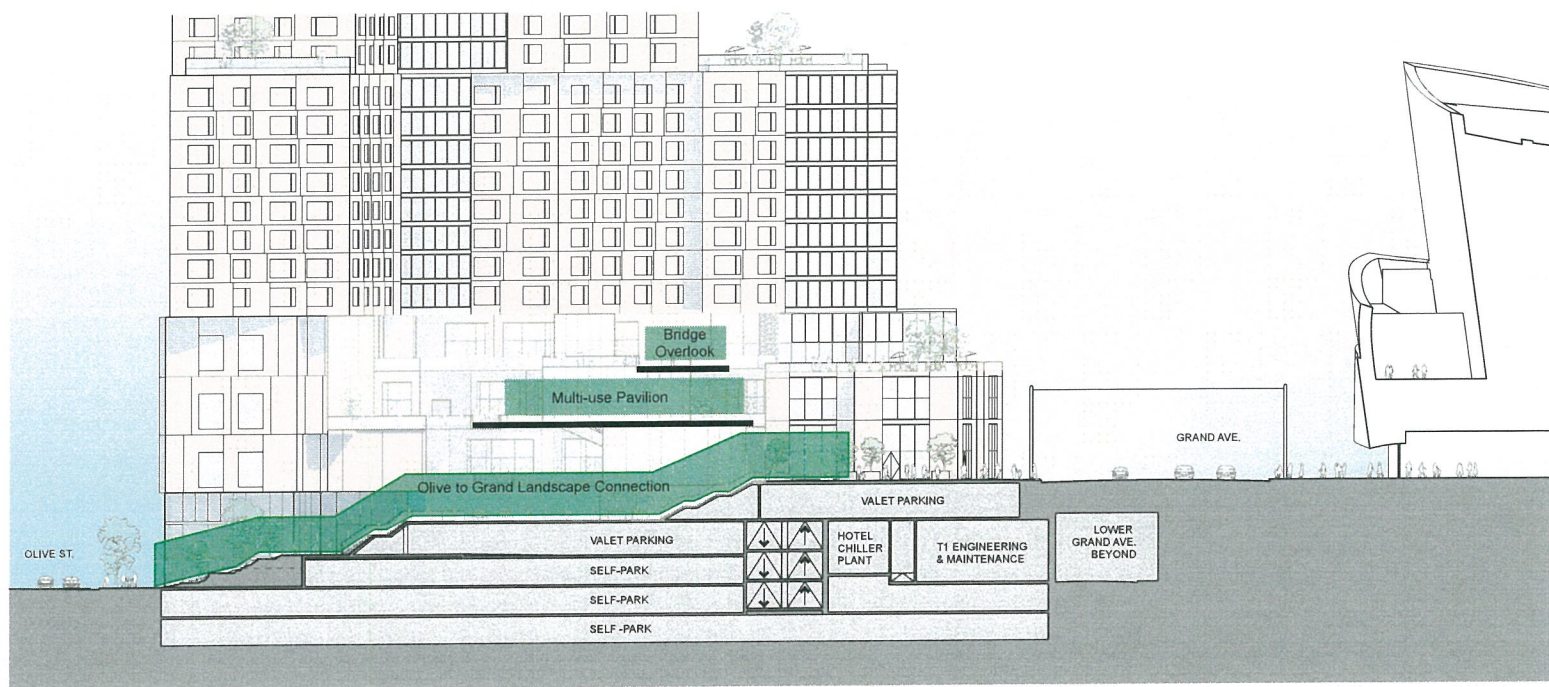 Bridge
Overlook
Multi-use Pavilion
GRAND AVE.
Olive to Grand Landscape Connection
VALET PARKING
OLIVE ST.
VALET PARKING
HOTEL
CHILLER
PLANT
T1 ENGINEERING
& MAINTENANCE
LOWER
GRAND AVE.
BEYOND
SELF-PARK
SELF-PARK
SELF -PARK